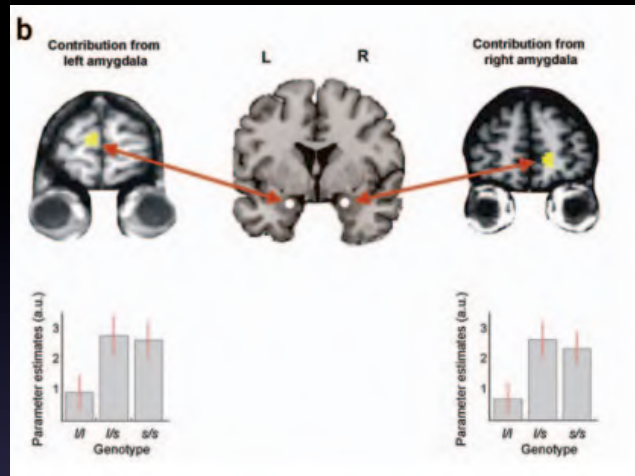 b
Contribution from
left amygdala
L
R
Contribution from
right amygdala
Parameter estimates (a.u.)
3
2
1
l/l
l/s
s/s
Genotype
Parameter estimates (a.u.)
3
2
1
l/l
l/s
s/s
Genotype